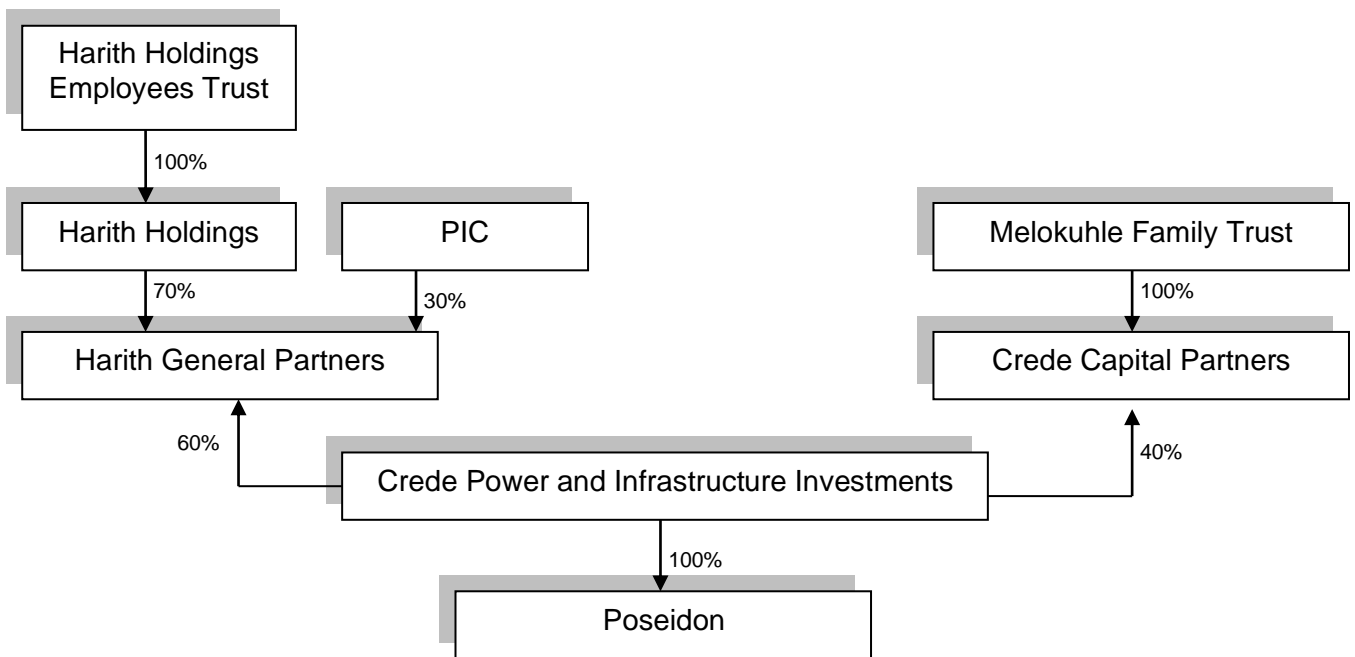 Harith Holdings
Employees Trust
100%
Harith Holdings
PIC
Melokuhle Family Trust
70%
30%
100%
Harith General Partners
Crede Capital Partners
60%
40%
Crede Power and Infrastructure Investments
100%
Poseidon